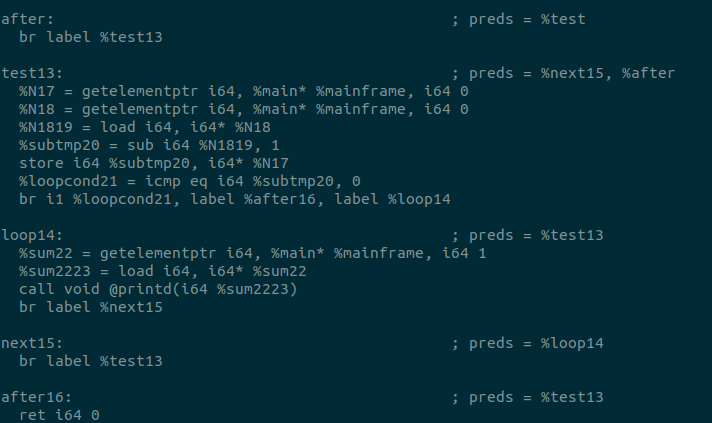 after:                                            ; preds = %test
  br label %test13
test13:                                           ; preds = %next15, %after
  %N17 = getelementptr i64, %main* %mainframe, i64 0
  %N18 = getelementptr i64, %main* %mainframe, i64 0
  %N1819 = load i64, i64* %N18
  %subtmp20 = sub i64 %N1819, 1
  store i64 %subtmp20, i64* %N17
  %loopcond21 = icmp eq i64 %subtmp20, 0
  br i1 %loopcond21, label %after16, label %loop14
loop14:                                           ; preds = %test13
  %sum22 = getelementptr i64, %main* %mainframe, i64 1
  %sum2223 = load i64, i64* %sum22
  call void @printd(i64 %sum2223)
  br label %next15
next15:                                           ; preds = %loop14
  br label %test13
after16:                                          ; preds = %test13
  ret i64 0